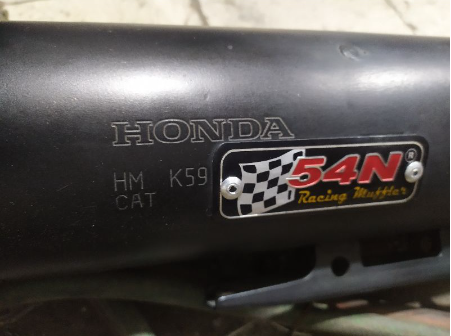 HONDA
HM K59
CAT
54N®
Racing Muffler